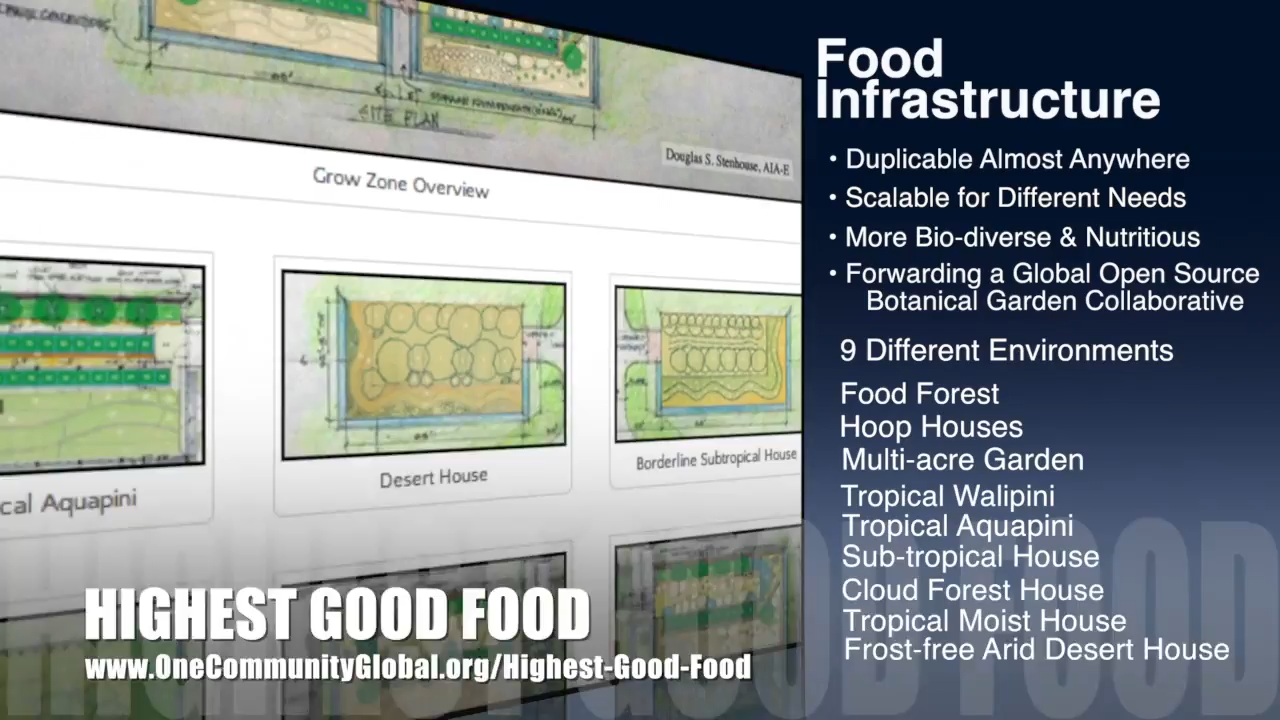 SITE PLAN
Douglas S. Stenhouse, AIA-E
Grow Zone Overview
cal Aquapini
Desert House
Borderline Subtropical House
HIGHEST GOOD FOOD
www.OneCommunityGlobal.org/Highest-Good-Food
Food
Infrastructure
• Duplicable Almost Anywhere
• Scalable for Different Needs
• More Bio-diverse & Nutritious
• Forwarding a Global Open Source
Botanical Garden Collaborative
9 Different Environments
Food Forest
Hoop Houses
Multi-acre Garden
Tropical Walipini
Tropical Aquapini
Sub-tropical House
Cloud Forest House
Tropical Moist House
Frost-free Arid Desert House
HIGHEST GOOD FOOD